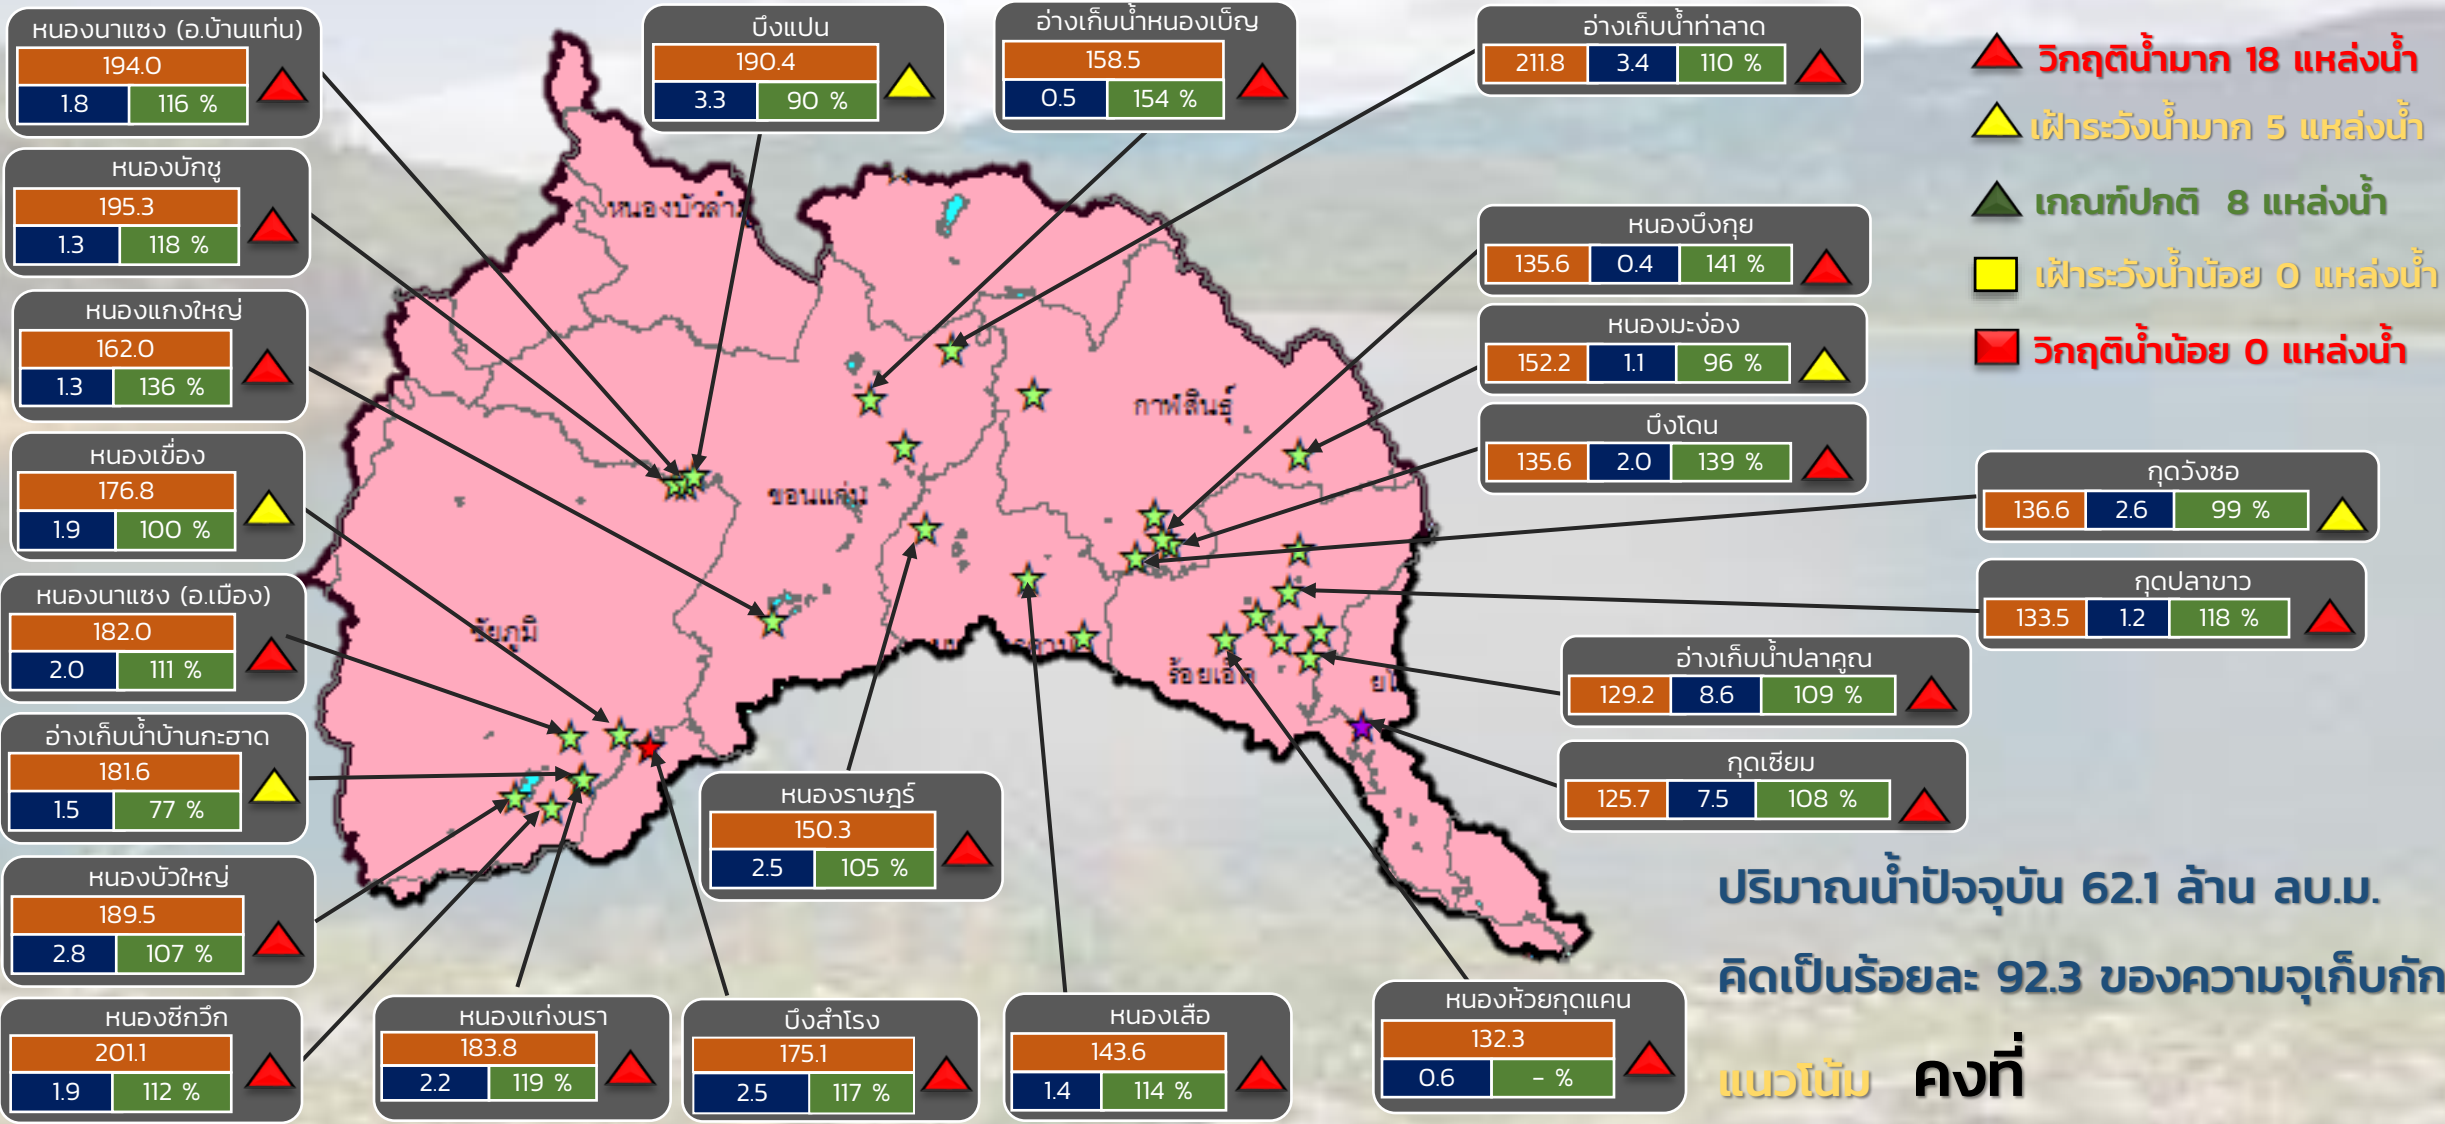 หนองนาแซง (อ.บ้านแท่น)
194.0
1.8 116 %
บึงแปน
190.4
3.3 90 %
อ่างเก็บน้ำหนองเบ็ญ
158.5
0.5 154 %
อ่างเก็บน้ำท่าลาด
211.8 3.4 110 %
วิกฤติน้ำมาก 18 แหล่งน้ำ
เฝ้าระวังน้ำมาก 5 แหล่งน้ำ
เกณฑ์ปกติ 8 แหล่งน้ำ
เฝ้าระวังน้ำน้อย 0 แหล่งน้ำ
วิกฤติน้ำน้อย 0 แหล่งน้ำ
หนองบักชู
195.3
1.3 118 %
หนองแกงใหญ่
162.0
1.3 136 %
หนองเขื่อง
176.8
1.9 100 %
หนองนาแซง (อ.เมือง)
182.0
2.0 111 %
อ่างเก็บน้ำบ้านกะฮาด
181.6
1.5 77 %
หนองบัวใหญ่
189.5
2.8 107 %
หนองซีกวึก
201.1
1.9 112 %
หนองบัวลำภ
กาฬสินธุ์
ขอนแก่น
ชัยภูมิ
ร้อยเอ็ด
หนองบึงกุย
135.6 0.4 141 %
หนองมะง่อง
152.2 1.1 96 %
บึงโดน
135.6 2.0 139 %
กุดวังซอ
136.6 2.6 99 %
กุดปลาขาว
133.5 1.2 118 %
อ่างเก็บน้ำปลาคูณ
129.2 8.6 109 %
กุดเซียม
125.7 7.5 108 %
หนองราษฎร์
150.3
2.5 105 %
หนองแก่งนรา
183.8
2.2 119 %
บึงสำโรง
175.1
2.5 117 %
หนองเสือ
143.6
1.4 114 %
หนองห้วยกุดแคน
132.3
0.6 - %
ปริมาณน้ำปัจจุบัน 62.1 ล้าน ลบ.ม.
คิดเป็นร้อยละ 92.3 ของความจุเก็บกัก
แนวโน้ม คงที่